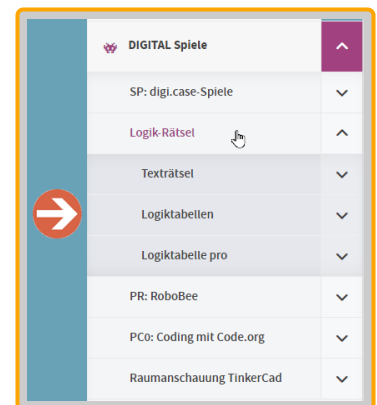 DIGITAL Spiele
SP: digi.case-Spiele
Logik-Rätsel
Texträtsel
Logiktabellen
Logiktabelle pro
PR: RoboBee
PC0: Coding mit Code.org
Raumanschauung TinkerCad